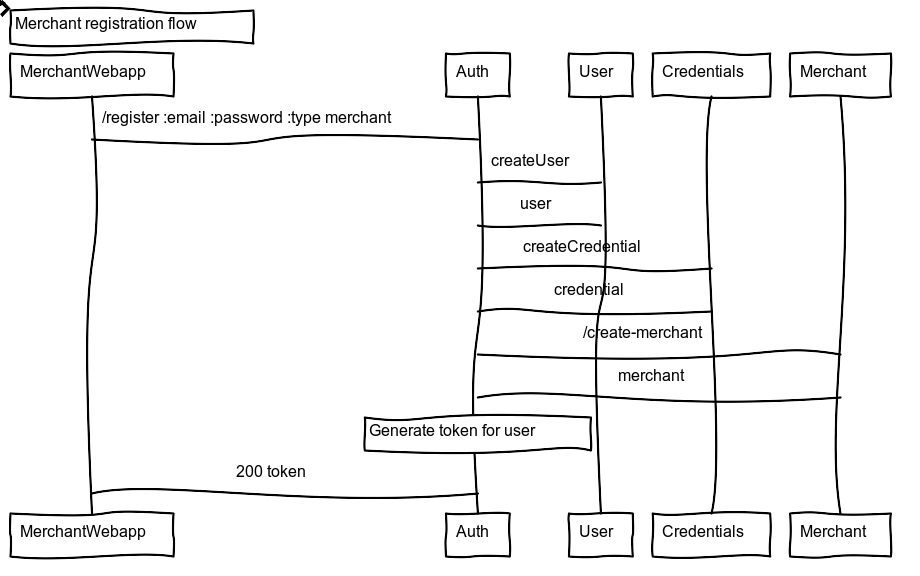 Merchant registration flow
MerchantWebapp
Auth
User
Credentials
Merchant
/register :email :password :type merchant
createUser
user
createCredential
credential
/create-merchant
merchant
Generate token for user
200 token
MerchantWebapp
Auth
User
Credentials
Merchant